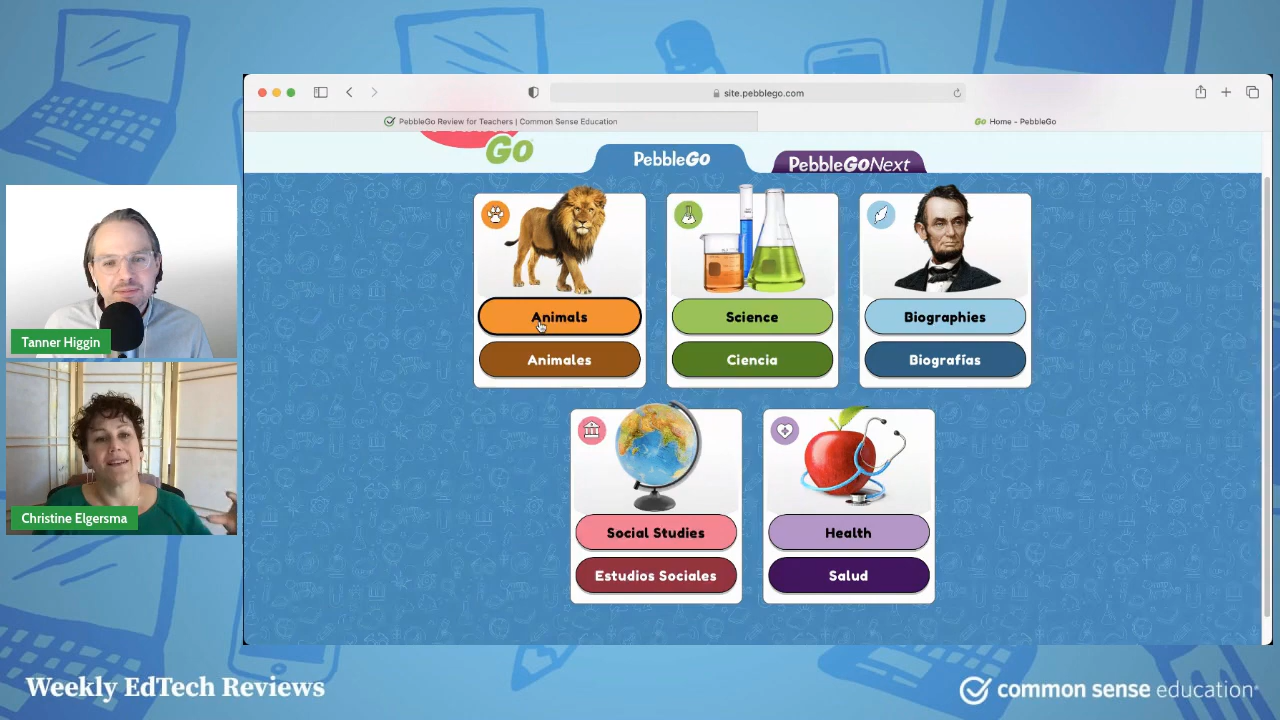 site.pebblego.com
PebbleGo Review for Teachers | Common Sense Education
Go Home - PebbleGo
Go
PebbleGo
PebbleGoNext
Animals
Science
Biographies
Animales
Ciencia
Biografías
Tanner Higgin
Social Studies
Health
Christine Elgersma
Estudios Sociales
Salud
Weekly EdTech Reviews
common sense education®